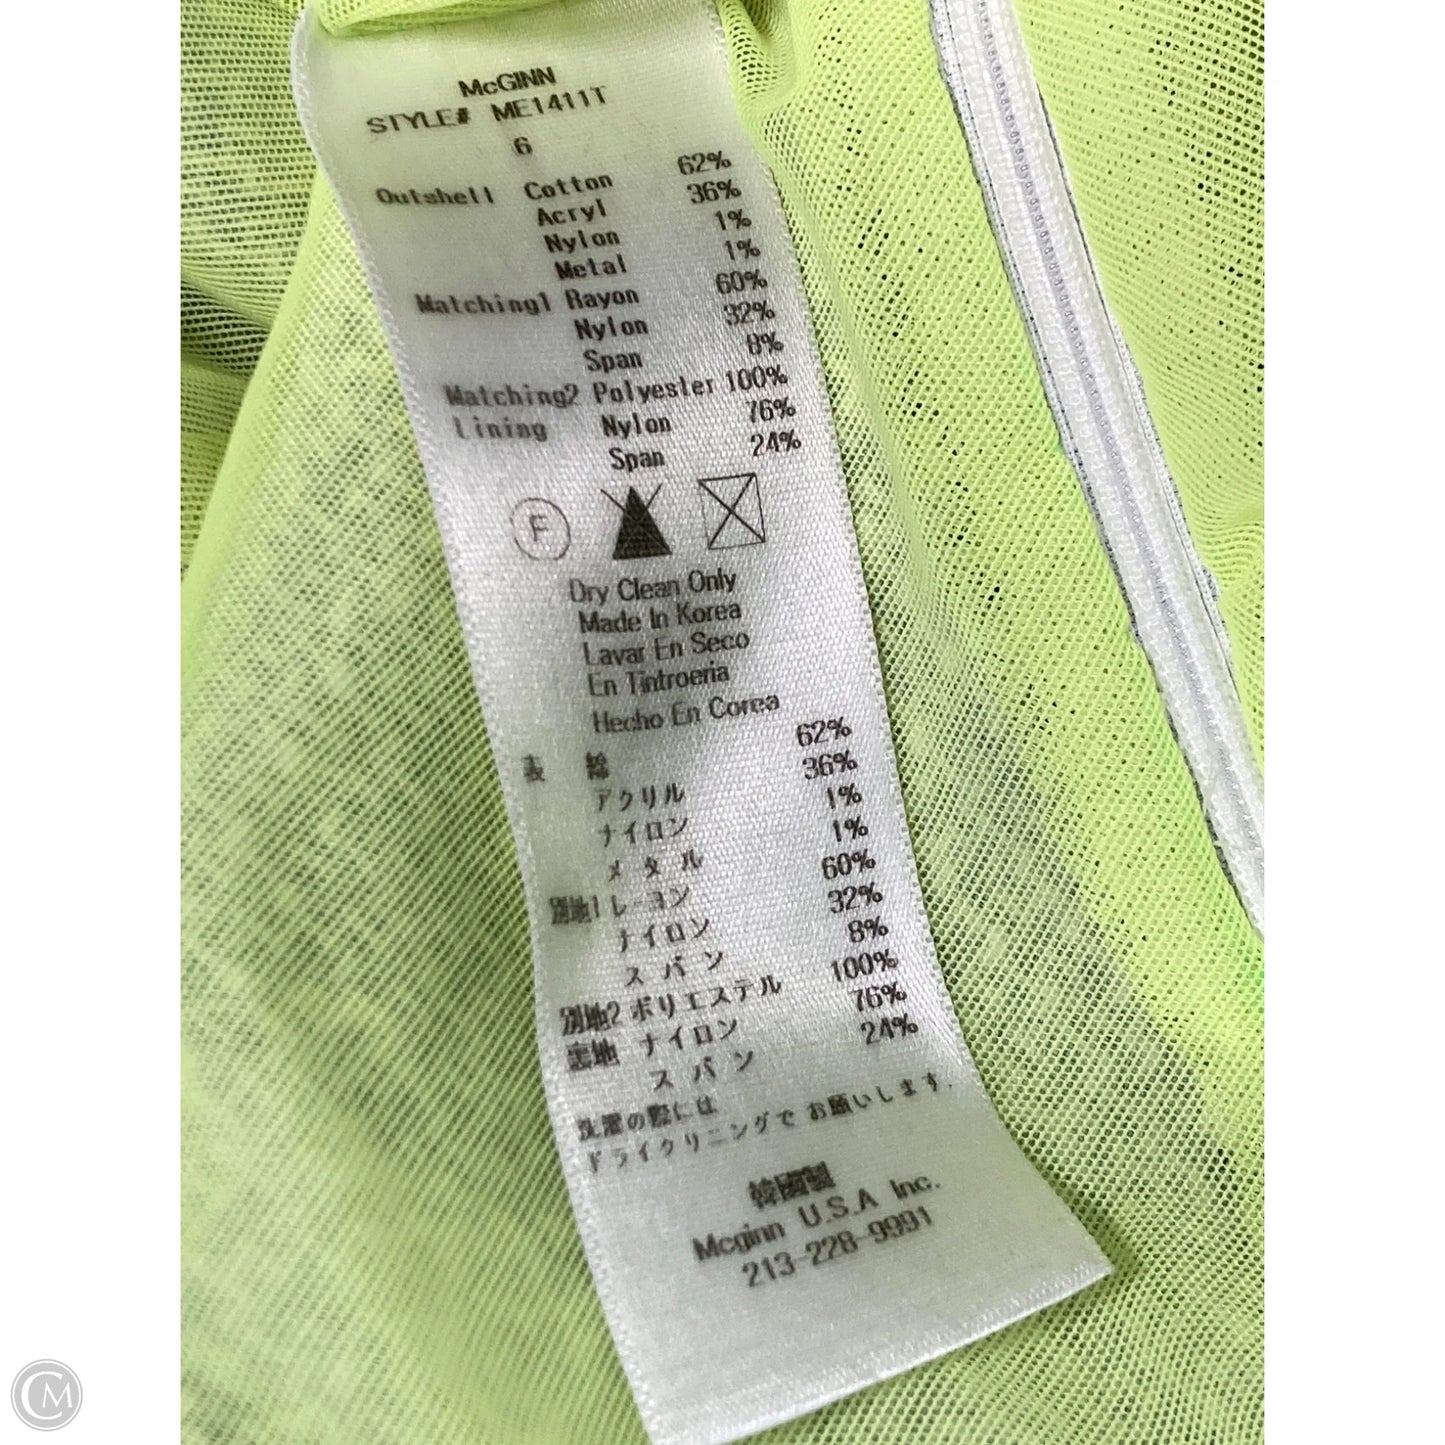 McGINN
STYLE# ME1411T
6
Outshell Cotton 62%
Acryl 36%
Nylon 1%
Metal 1%
Matching1 Rayon 60%
Nylon 32%
Span 8%
Matching2 Polyester 100%
Lining Nylon 76%
Span 24%
F
Dry Clean Only
Made In Korea
Lavar En Seco
En Tintroeria
Hecho En Corea
表 綿 62%
アクリル 36%
ナイロン 1%
メタル 1%
別地1 レーヨン 60%
ナイロン 32%
スパン 8%
別地2 ポリエステル 100%
裏地 ナイロン 76%
スパン 24%
洗濯の際には
ドライクリニングで お願いします.
韓國製
Mcginn U.S.A Inc.
213-228-9991
CM